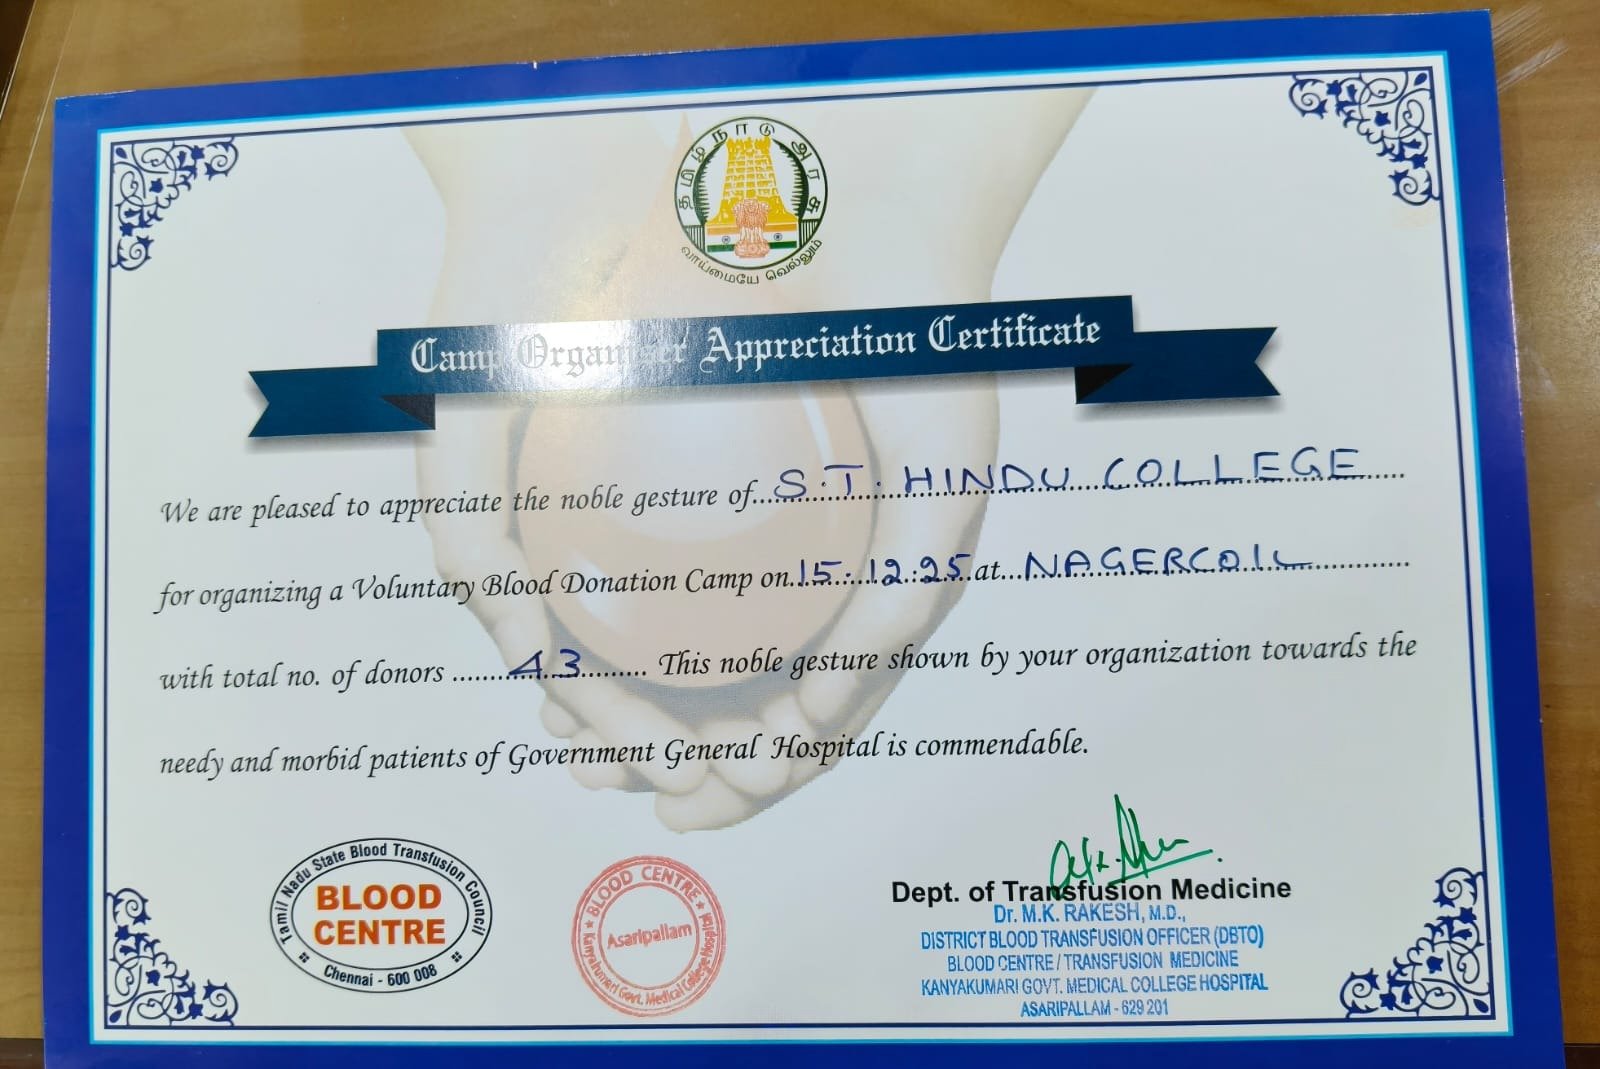 தமிழ்நாடு அரசு
வாய்மையே வெல்லும்
Camp Organiser Appreciation Certificate
We are pleased to appreciate the noble gesture of...S.T. HINDU COLLEGE......
for organizing a Voluntary Blood Donation Camp on..15.12.25..at...NAGERCOIL..............
with total no. of donors ........43......... This noble gesture shown by your organization towards the
needy and morbid patients of Government General Hospital is commendable.
Tamil Nadu State Blood Transfusion Council
BLOOD
CENTRE
Chennai - 600 008
BLOOD CENTRE
Asaripallam
Kanyakumari Govt. Medical College Hospital
Dept. of Transfusion Medicine
Dr. M.K. RAKESH, M.D.,
DISTRICT BLOOD TRANSFUSION OFFICER (DBTO)
BLOOD CENTRE / TRANSFUSION MEDICINE
KANYAKUMARI GOVT. MEDICAL COLLEGE HOSPITAL
ASARIPALLAM - 629 201